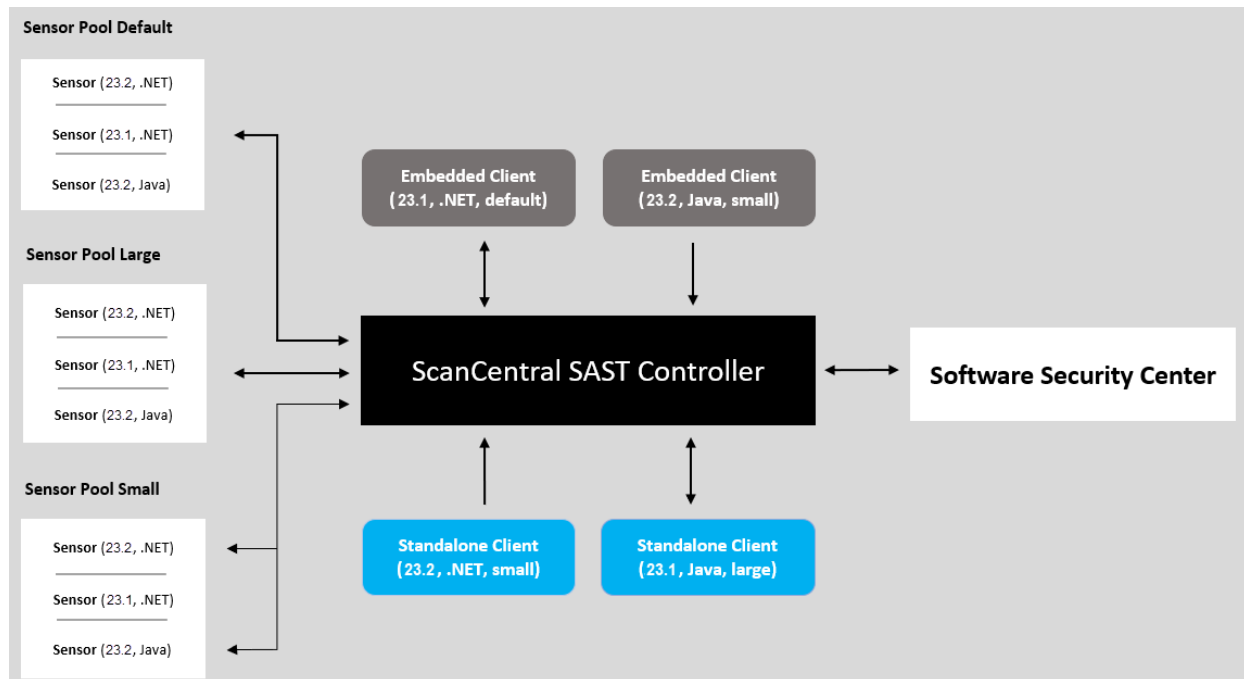 Sensor Pool Default
Sensor (23.2, .NET)
Sensor (23.1, .NET)
Sensor (23.2, Java)
Sensor Pool Large
Sensor (23.2, .NET)
Sensor (23.1, .NET)
Sensor (23.2, Java)
Sensor Pool Small
Sensor (23.2, .NET)
Sensor (23.1, .NET)
Sensor (23.2, Java)
Embedded Client
(23.1, .NET, default)
Embedded Client
(23.2, Java, small)
ScanCentral SAST Controller
Standalone Client
(23.2, .NET, small)
Standalone Client
(23.1, Java, large)
Software Security Center